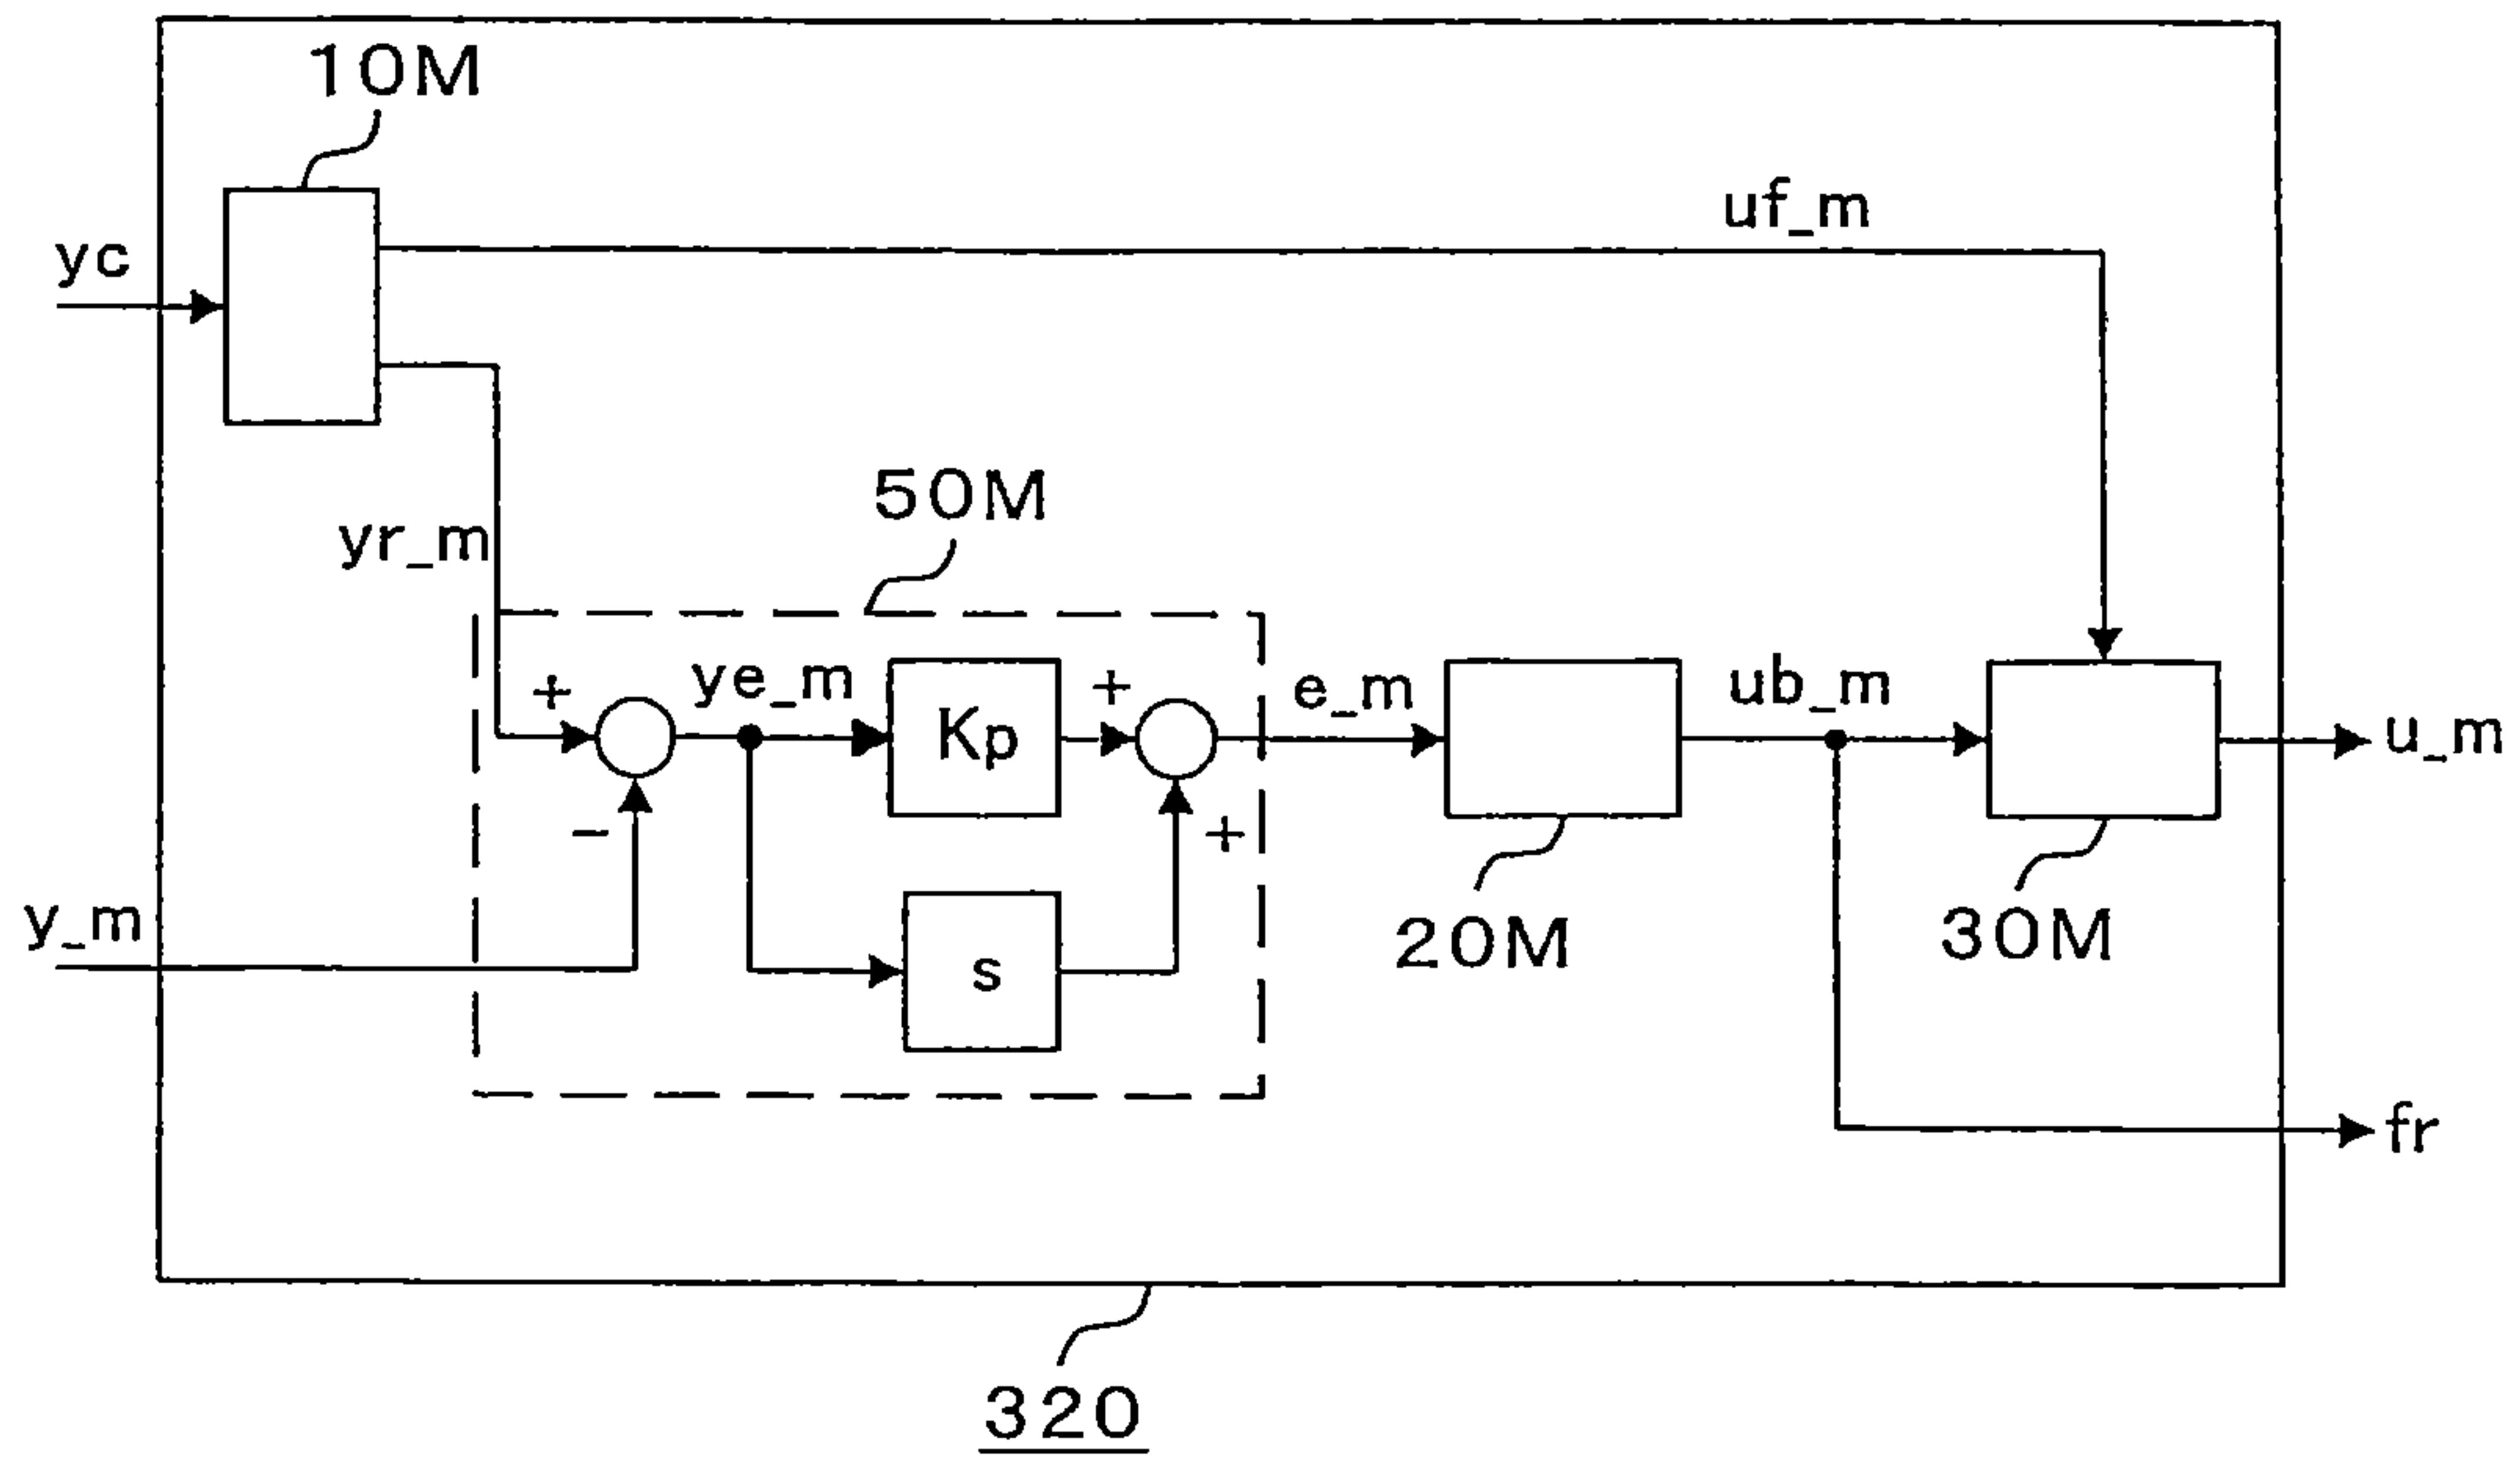 10M
uf_m
yc
50M
yr_m
+
ye_m
Kp
+
e_m
ub_m
u_m
−
+
y_m
s
20M
30M
fr
320